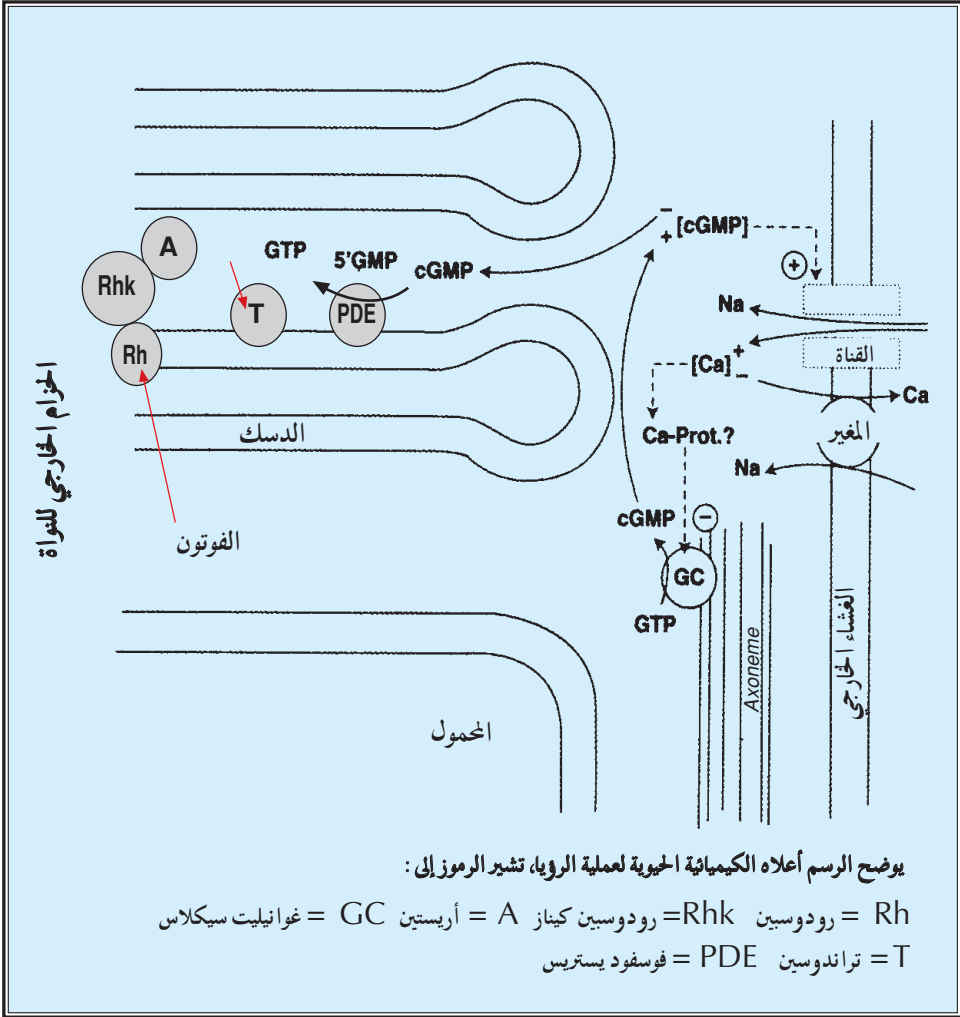 A
Rhk
Rh
GTP
T
5'GMP
PDE
cGMP
−
+
[cGMP]
+
Na
القناة
[Ca]
+
−
Ca
المغير
Ca-Prot.?
Na
cGMP
−
GC
GTP
Axoneme
الغشاء الخارجي
الحزام الخارجي للنواة
الدسك
الفوتون
المحمول
يوضح الرسم أعلاه الكيميائية الحيوية لعملية الرؤيا، تشير الرموز إلى :
Rh = رودوسبين Rhk= رودوسبين كيناز A = أريستين GC = غوانيليت سيكلاس
T = تراندوسين PDE = فوسفود يستريس